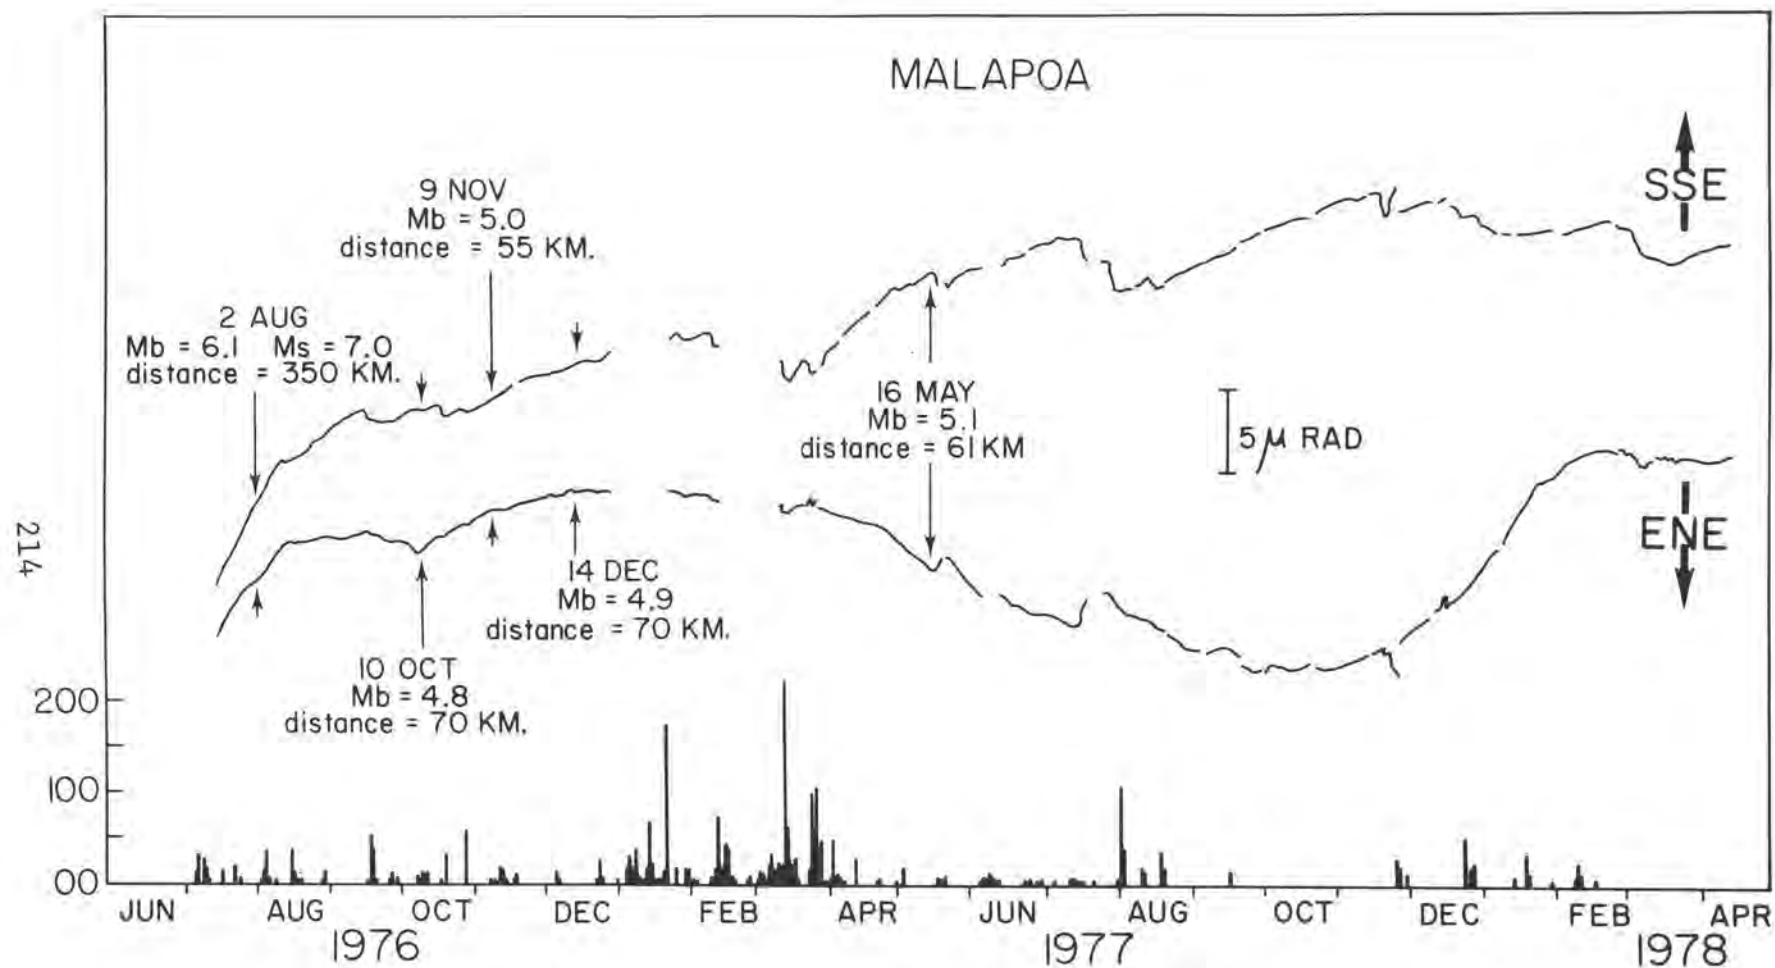 MALAPOA
SSE
9 NOV
Mb = 5.0
distance = 55 KM.
2 AUG
Mb = 6.1 Ms = 7.0
distance = 350 KM.
16 MAY
Mb = 5.1
distance = 61 KM
5 μ RAD
ENE
14 DEC
Mb = 4.9
distance = 70 KM.
10 OCT
Mb = 4.8
distance = 70 KM.
214
200
100
00
JUN AUG OCT DEC FEB APR JUN AUG OCT DEC FEB APR
1976 1977 1978